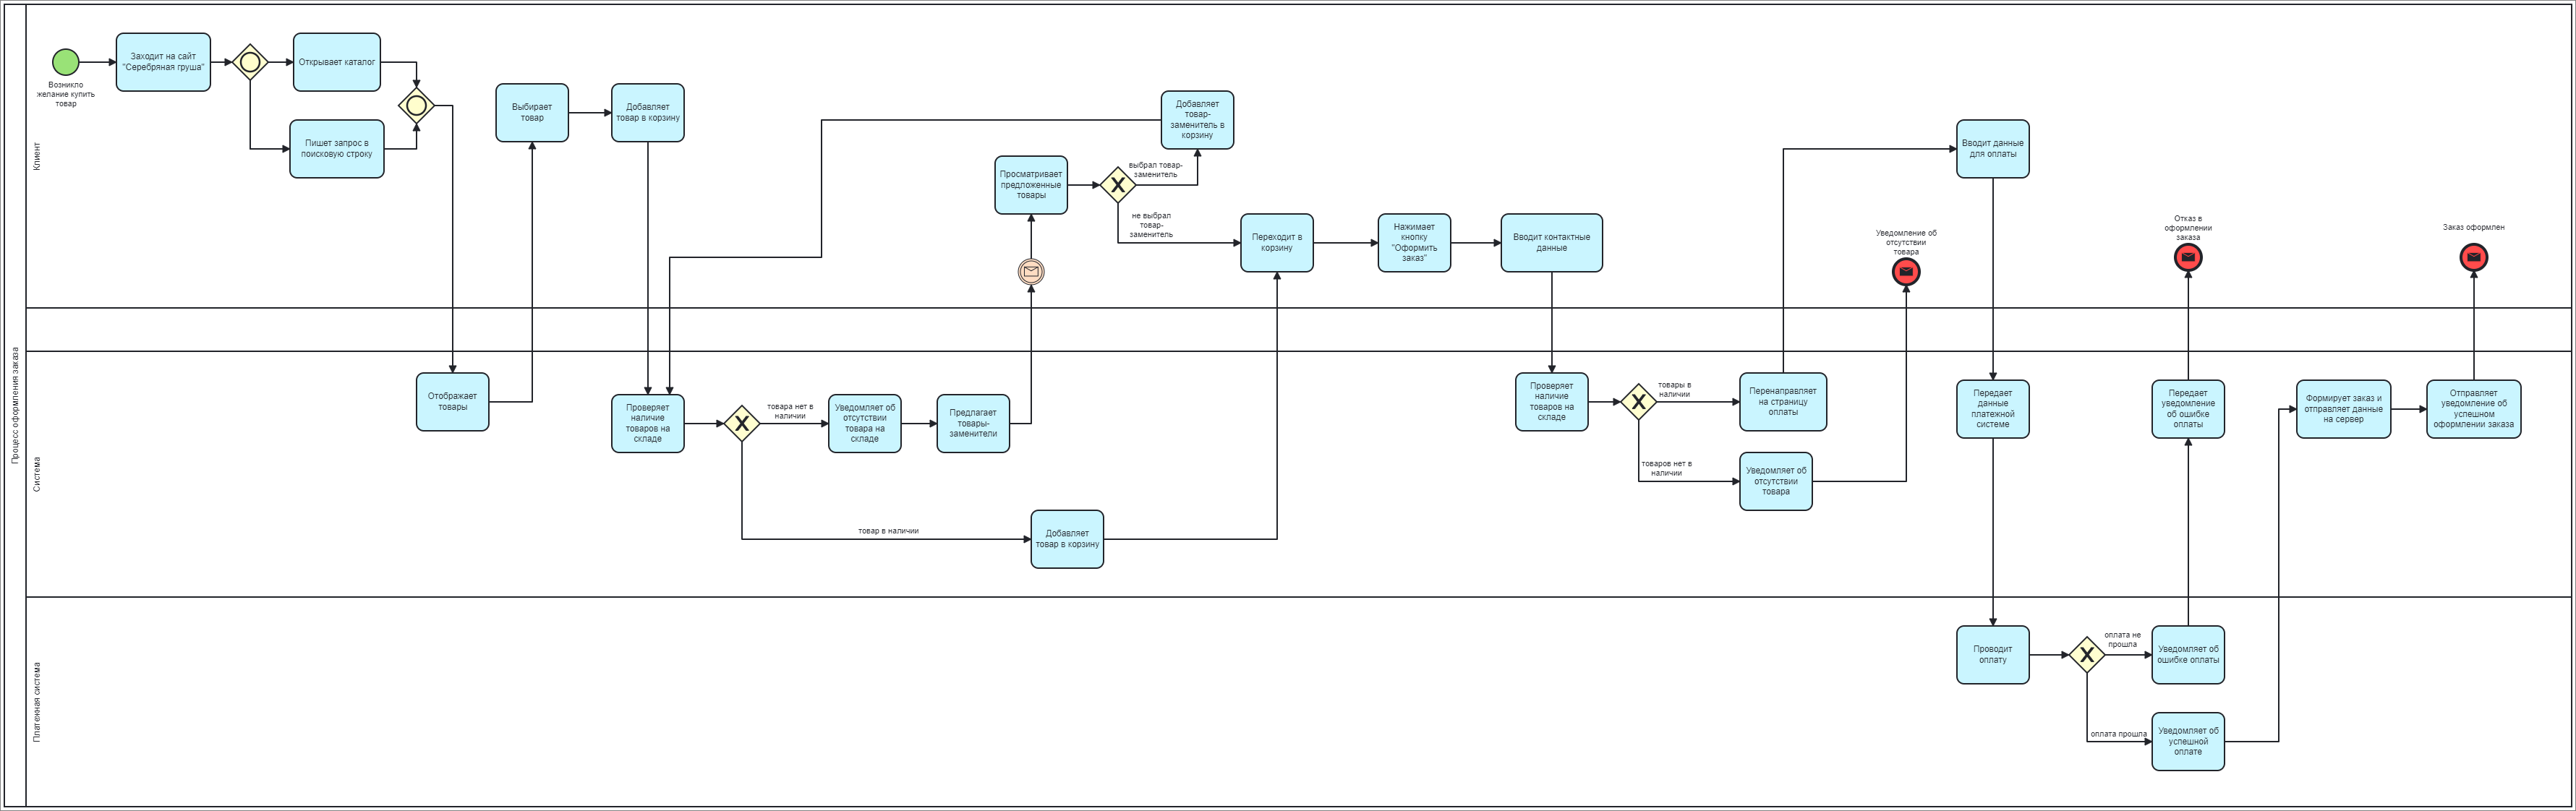 Процесс оформления заказа
Клиент
Возникло
желание купить
товар
Заходит на сайт
"Серебряная груша"
Открывает каталог
Пишет запрос в
поисковую строку
Выбирает
товар
Добавляет
товар в корзину
Просматривает
предложенные
товары
выбрал товар-
заменитель
Добавляет
товар-
заменитель в
корзину
не выбрал
товар-
заменитель
Переходит в
корзину
Нажимает
кнопку
"Оформить
заказ"
Вводит контактные
данные
Уведомление об
отсутствии
товара
Вводит данные
для оплаты
Отказ в
оформлении
заказа
Заказ оформлен
Система
Отображает
товары
Проверяет
наличие
товаров на
складе
товара нет в
наличии
Уведомляет об
отсутствии
товара на
складе
Предлагает
товары-
заменители
товар в наличии
Добавляет
товар в корзину
Проверяет
наличие
товаров на
складе
товары в
наличии
Перенаправляет
на страницу
оплаты
товаров нет в
наличии
Уведомляет об
отсутствии
товара
Передает
данные
платежной
системе
Передает
уведомление
об ошибке
оплаты
Формирует заказ и
отправляет данные
на сервер
Отправляет
уведомление об
успешном
оформлении заказа
Платежная система
Проводит
оплату
оплата не
прошла
Уведомляет об
ошибке оплаты
оплата прошла
Уведомляет об
успешной
оплате